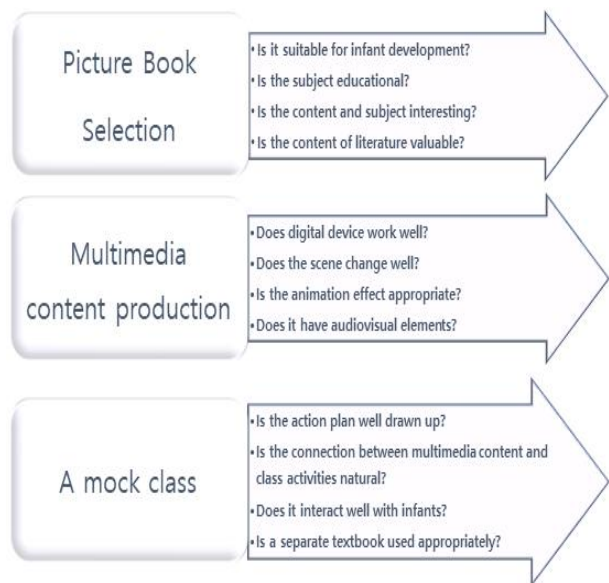 Picture Book
Selection
• Is it suitable for infant development?
• Is the subject educational?
• Is the content and subject interesting?
• Is the content of literature valuable?
Multimedia
content production
• Does digital device work well?
• Does the scene change well?
• Is the animation effect appropriate?
• Does it have audiovisual elements?
A mock class
• Is the action plan well drawn up?
• Is the connection between multimedia content and
class activities natural?
• Does it interact well with infants?
• Is a separate textbook used appropriately?